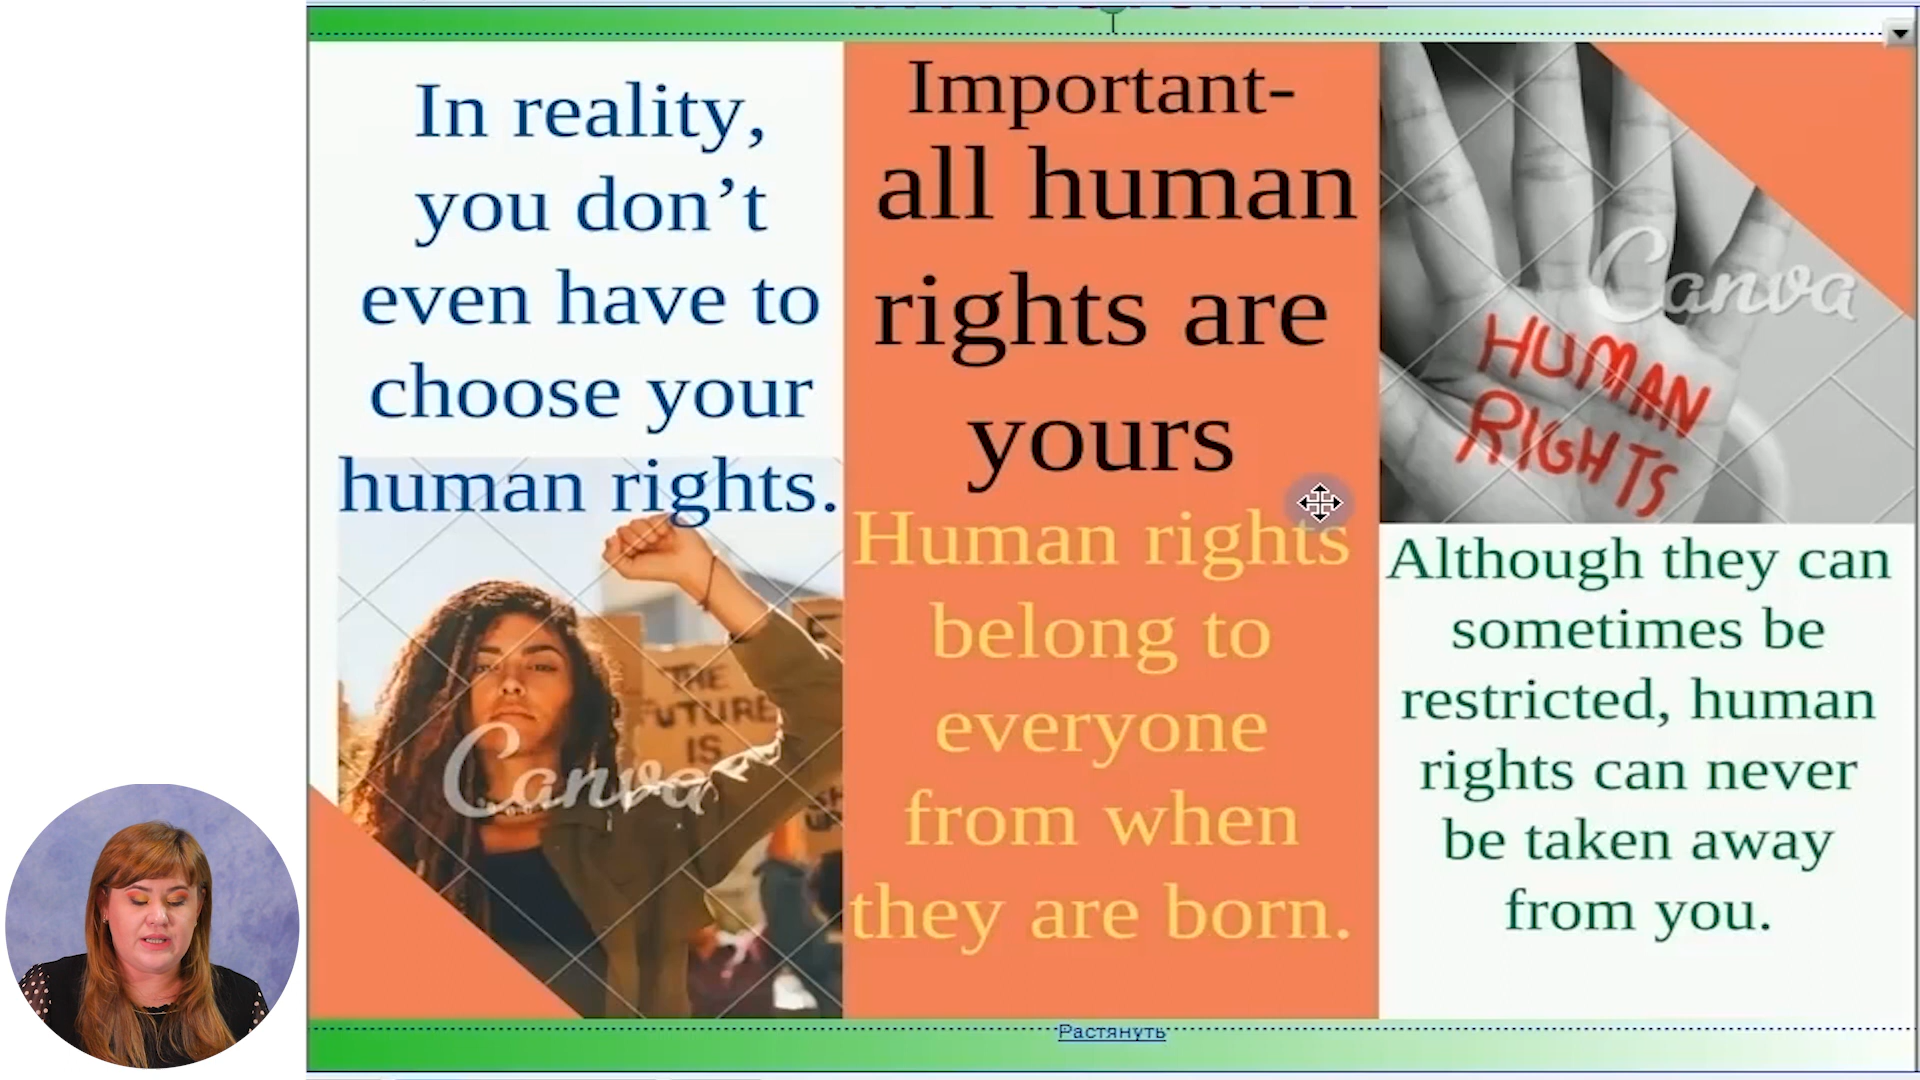 In reality,
you don’t
even have to
choose your
human rights.
THE
FUTURE
IS
Canva
Important-
all human
rights are
yours
Human rights
belong to
everyone
from when
they are born.
Canva
HUMAN
RIGHTS
Although they can
sometimes be
restricted, human
rights can never
be taken away
from you.
Растянуть